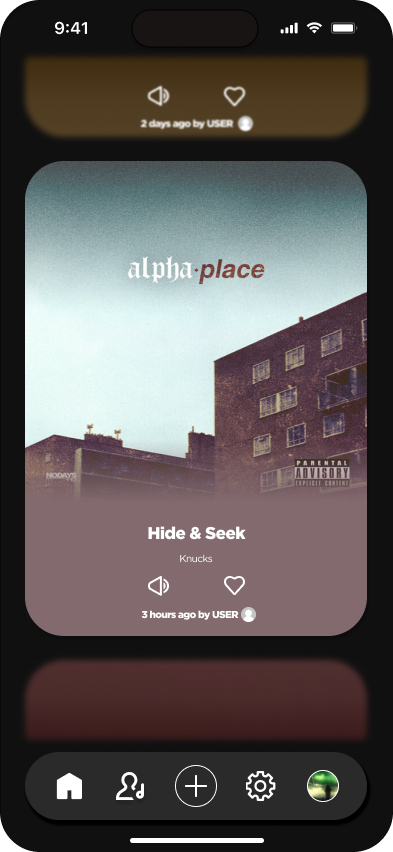 9:41
2 days ago by USER
alpha·place
NODAYS
PARENTAL
ADVISORY
EXPLICIT CONTENT
Hide & Seek
Knucks
3 hours ago by USER